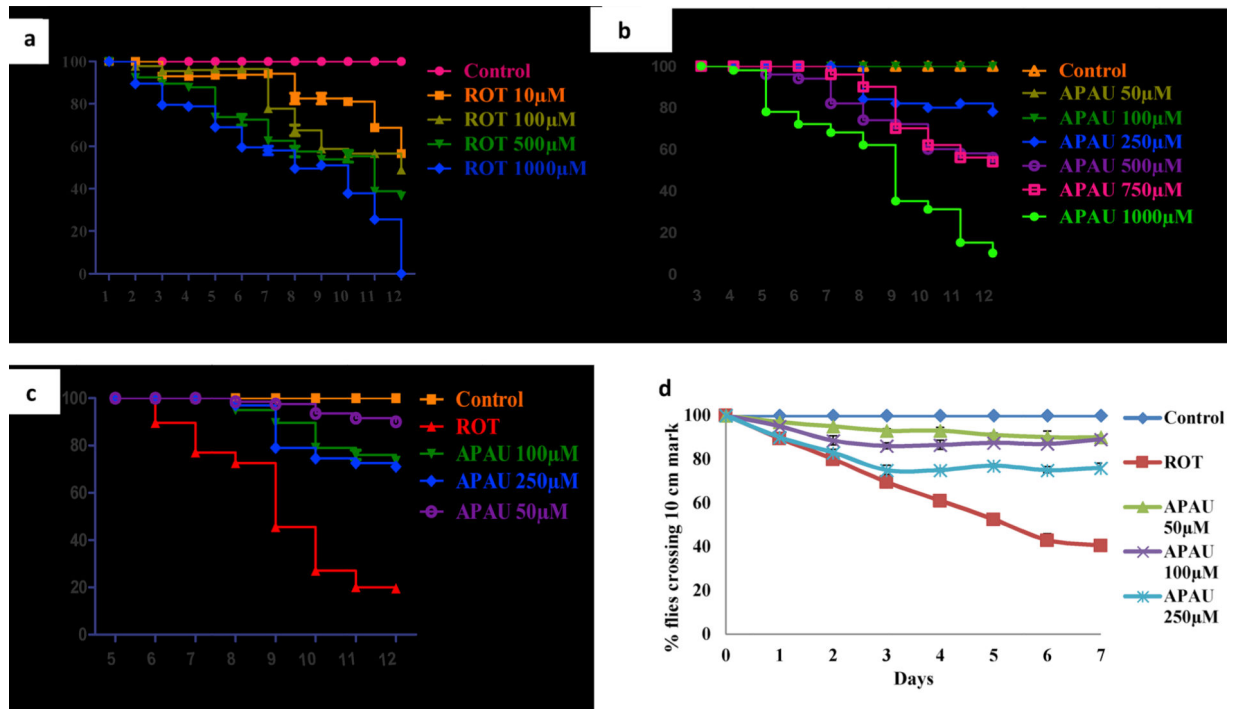 a
100
80
60
40
20
0
1 2 3 4 5 6 7 8 9 10 11 12
Control
ROT 10µM
ROT 100µM
ROT 500µM
ROT 1000µM
b
100
80
60
40
20
0
3 4 5 6 7 8 9 10 11 12
Control
APAU 50µM
APAU 100µM
APAU 250µM
APAU 500µM
APAU 750µM
APAU 1000µM
c
100
80
60
40
20
0
5 6 7 8 9 10 11 12
Control
ROT
APAU 100µM
APAU 250µM
APAU 50µM
d
% flies crossing 10 cm mark
100
80
60
40
20
0
0 1 2 3 4 5 6 7
Days
Control
ROT
APAU
50µM
APAU
100µM
APAU
250µM